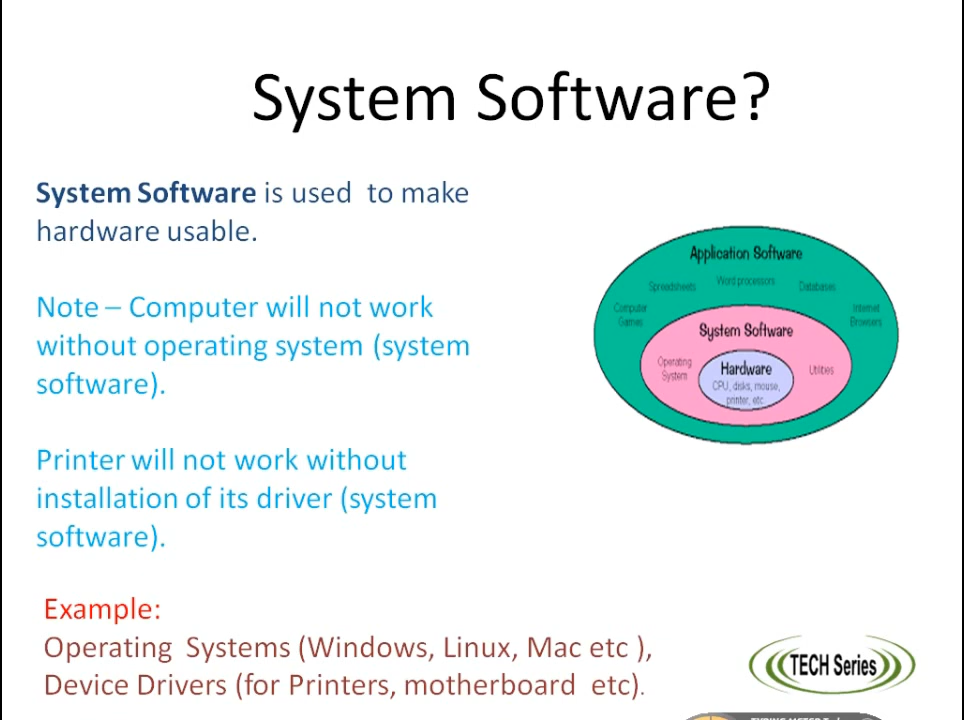 System Software?
System Software is used  to make
hardware usable.
Note – Computer will not work
without operating system (system
software).
Printer will not work without
installation of its driver (system
software).
Example:
Operating  Systems (Windows, Linux, Mac etc ),
Device Drivers (for Printers, motherboard  etc).
Application Software
Spreadsheets
Word processors
Databases
Computer
Games
Internet
Browsers
System Software
Operating
System
Utilities
Hardware
CPU, disks, mouse,
printer, etc
TECH Series